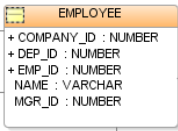 EMPLOYEE
+ COMPANY_ID : NUMBER
+ DEP_ID : NUMBER
+ EMP_ID : NUMBER
NAME : VARCHAR
MGR_ID : NUMBER